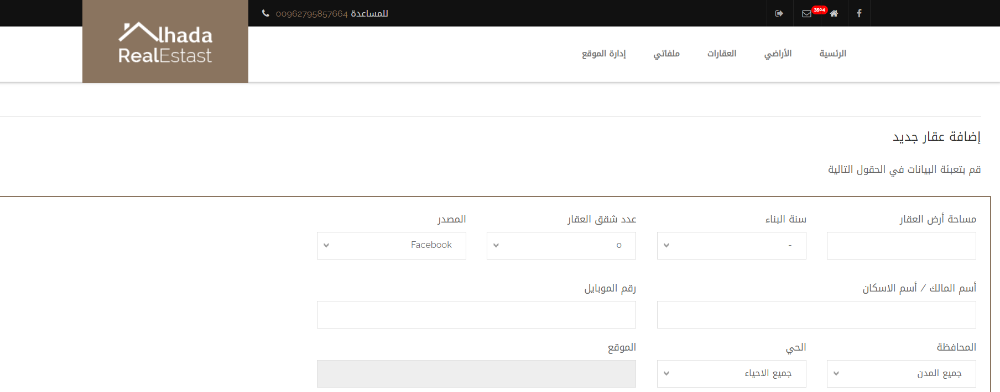 للمساعدة 00962795857664
3504
Alhada
RealEstast
الرئسية
الأراضي
العقارات
ملفاتي
إدارة الموقع
إضافة عقار جديد
قم بتعبئة البيانات في الحقول التالية
مساحة أرض العقار
سنة البناء
عدد شقق العقار
المصدر
-
0
Facebook
أسم المالك / أسم الاسكان
رقم الموبايل
المحافظة
الحي
الموقع
جميع المدن
جميع الاحياء